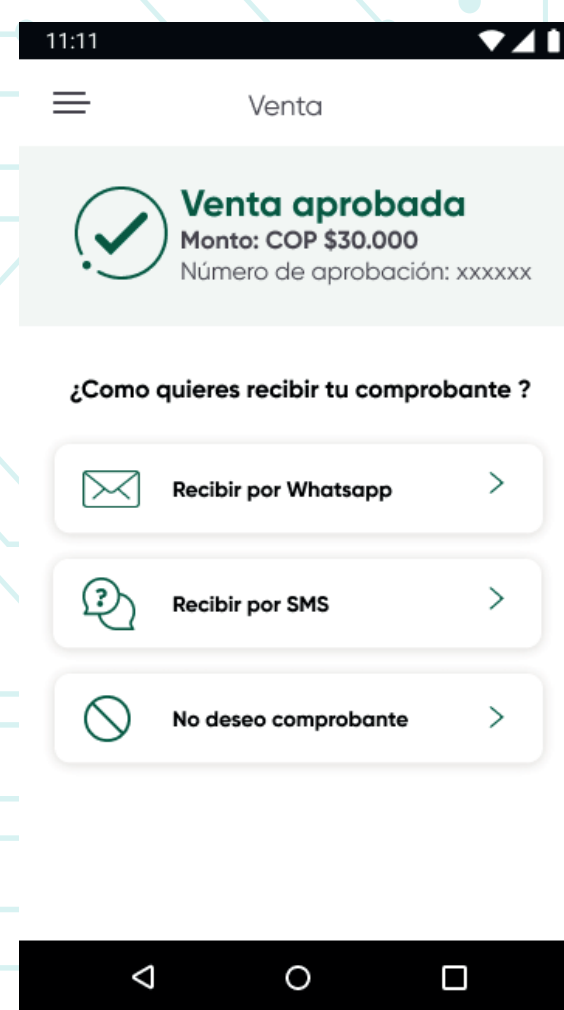 11:11
Venta
Venta aprobada
Monto: COP $30.000
Número de aprobación: xxxxxx
¿Como quieres recibir tu comprobante ?
Recibir por Whatsapp
?
Recibir por SMS
No deseo comprobante